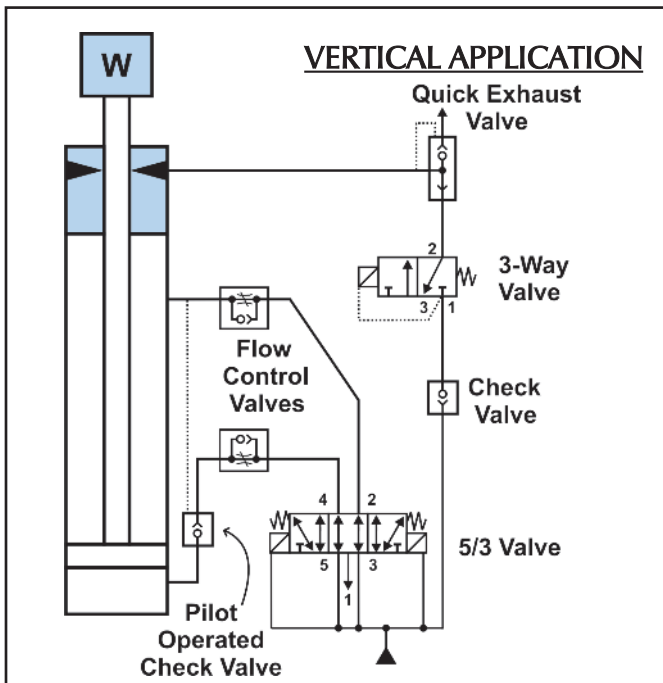 W
VERTICAL APPLICATION
Quick Exhaust
Valve
2
3-Way
Valve
3 1
Flow
Control
Valves
Check
Valve
4 2
5/3 Valve
5 3
1
Pilot
Operated
Check Valve